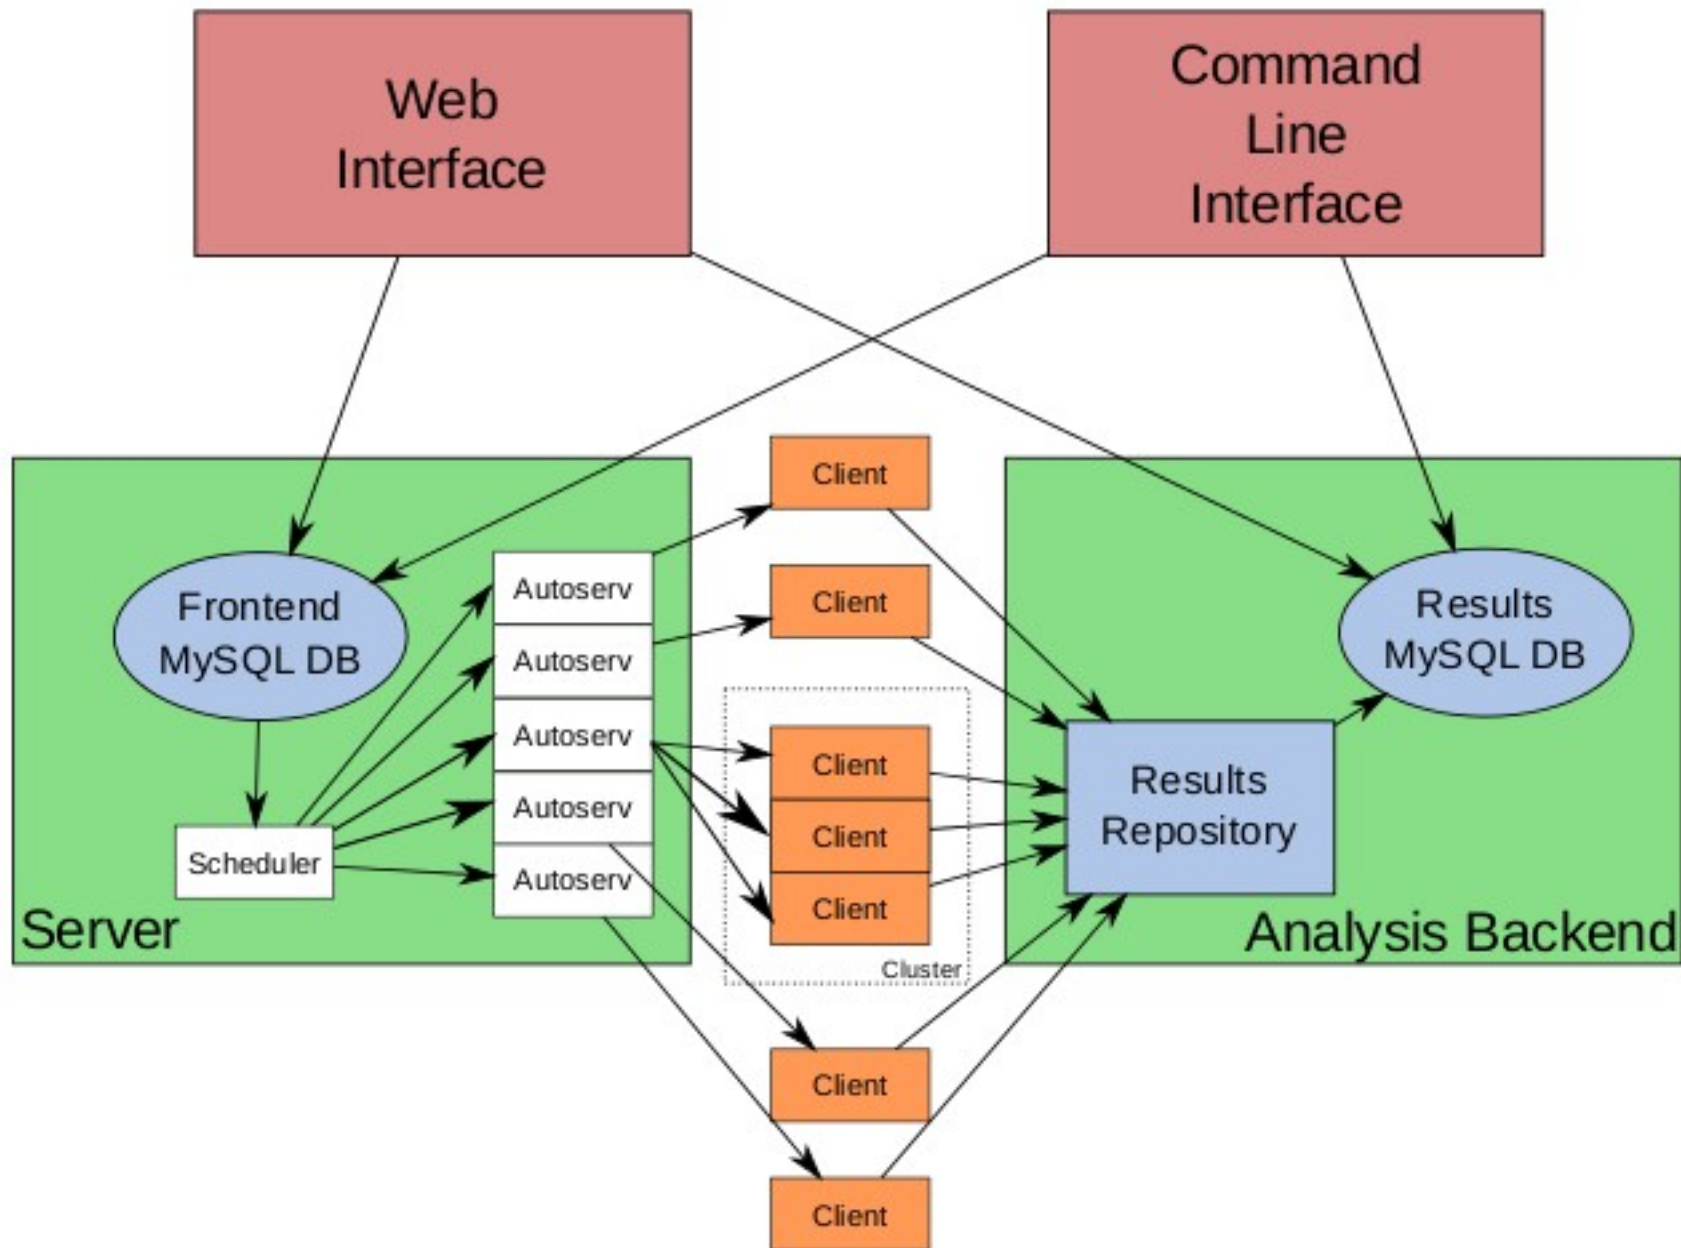 Web
Interface
Command
Line
Interface
Client
Client
Frontend
MySQL DB
Autoserv
Autoserv
Autoserv
Autoserv
Autoserv
Scheduler
Server
Client
Client
Client
Cluster
Results
MySQL DB
Results
Repository
Analysis Backend
Client
Client